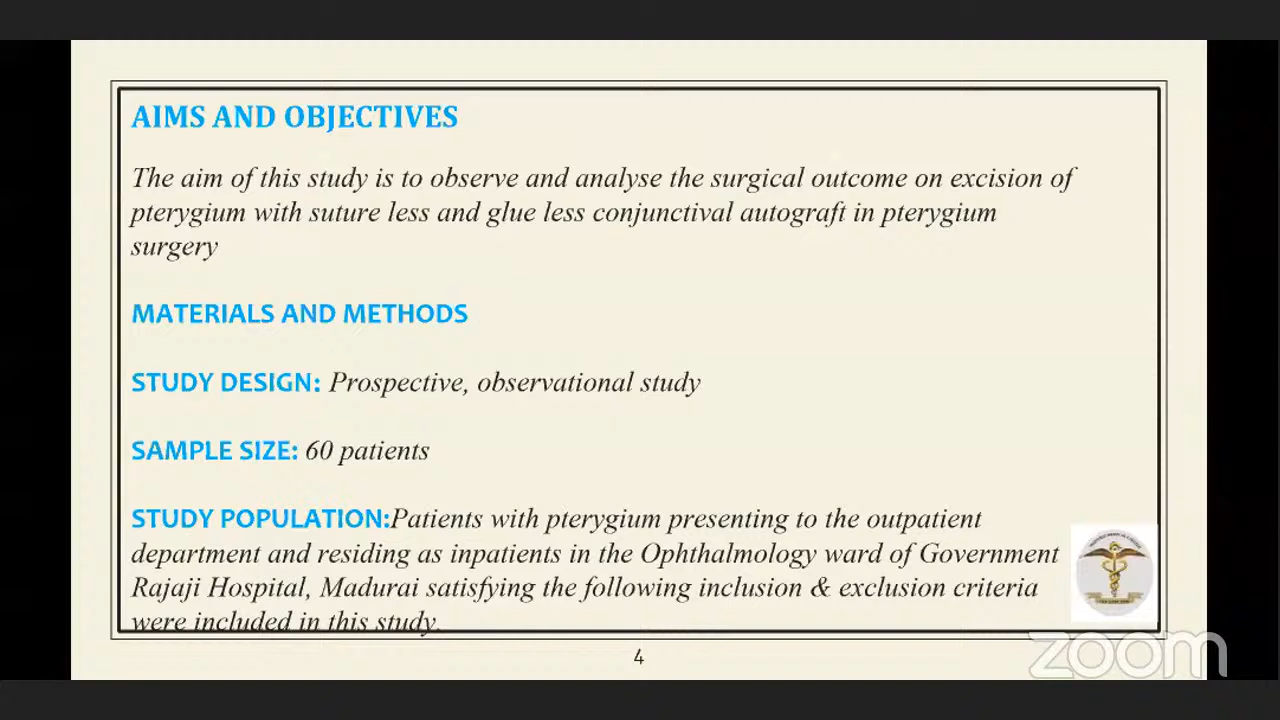 AIMS AND OBJECTIVES
The aim of this study is to observe and analyse the surgical outcome on excision of
pterygium with suture less and glue less conjunctival autograft in pterygium
surgery
MATERIALS AND METHODS
STUDY DESIGN: Prospective, observational study
SAMPLE SIZE: 60 patients
STUDY POPULATION:Patients with pterygium presenting to the outpatient
department and residing as inpatients in the Ophthalmology ward of Government
Rajaji Hospital, Madurai satisfying the following inclusion & exclusion criteria
were included in this study.
4
zoom